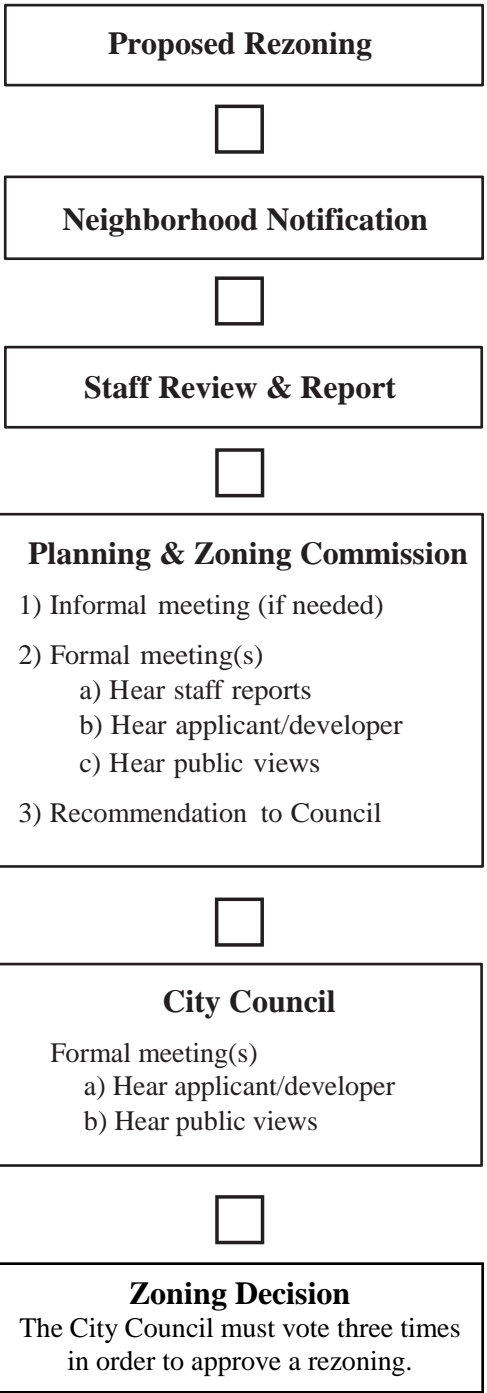 Proposed Rezoning
Neighborhood Notification
Staff Review & Report
Planning & Zoning Commission
1) Informal meeting (if needed)
2) Formal meeting(s)
a) Hear staff reports
b) Hear applicant/developer
c) Hear public views
3) Recommendation to Council
City Council
Formal meeting(s)
a) Hear applicant/developer
b) Hear public views
Zoning Decision
The City Council must vote three times
in order to approve a rezoning.